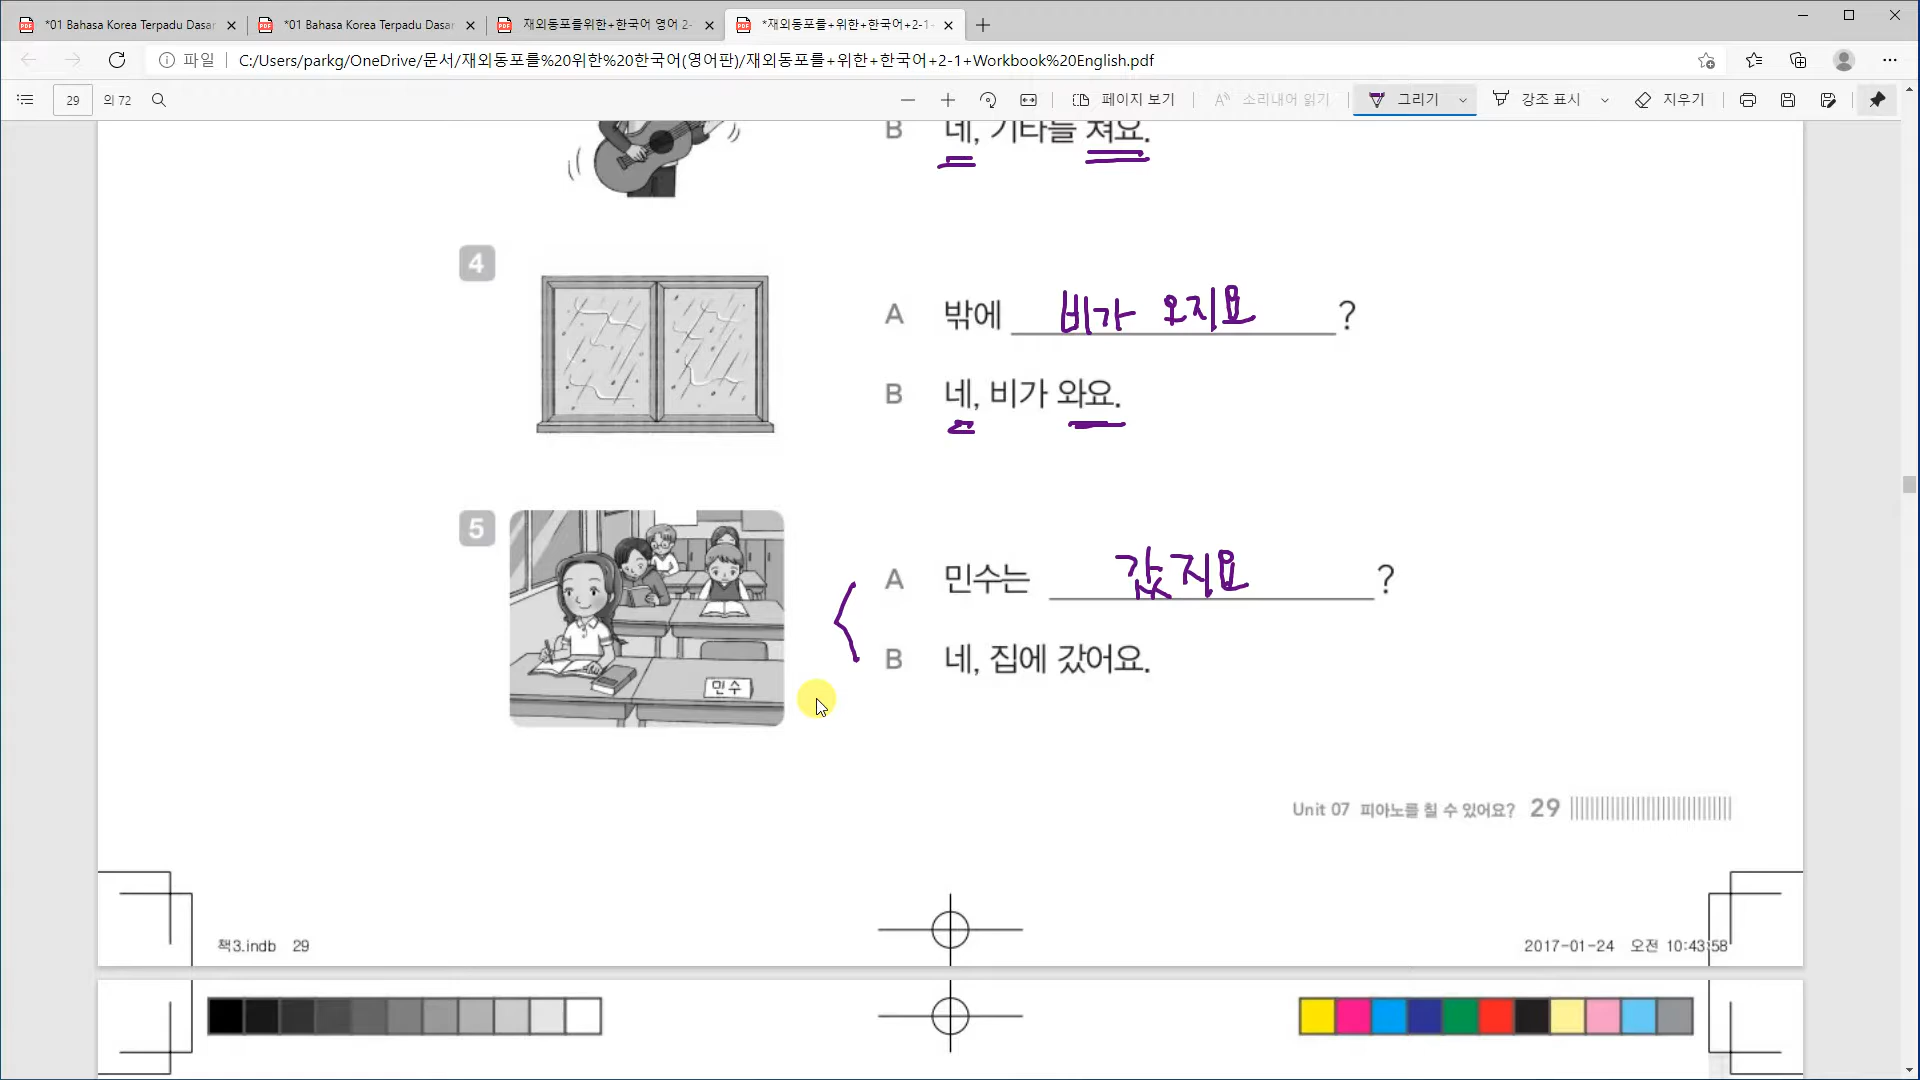 *01 Bahasa Korea Terpadu Dasar
*01 Bahasa Korea Terpadu Dasar
재외동포를위한+한국어 영어 2-
*재외동포를+위한+한국어+2-1-
파일 C:/Users/parkg/OneDrive/문서/재외동포를%20위한%20한국어(영어판)/재외동포를+위한+한국어+2-1+Workbook%20English.pdf
29 의 72 페이지 보기 소리내어 읽기 그리기 강조 표시 지우기
B 네, 기타를 쳐요.
4
A 밖에 비가 오지요 ?
B 네, 비가 와요.
5
A 민수는 갔지요 ?
B 네, 집에 갔어요.
민수
Unit 07 피아노를 칠 수 있어요? 29
책3.indb 29
2017-01-24 오전 10:43:58